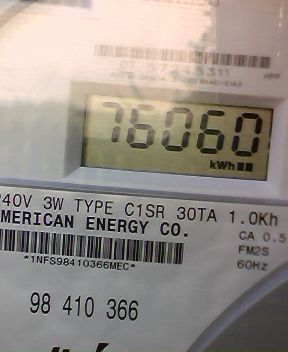 76060
kWh
240V 3W TYPE C1SR 30TA 1.0Kh
AMERICAN ENERGY CO.
CA 0.5
FM2S
*1NFS98410366MEC*
60Hz
98 410 366